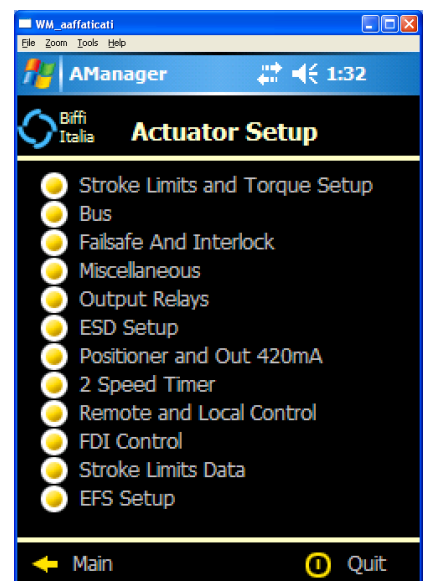 WM_aaffaticati
File Zoom Tools Help
AManager 1:32
Biffi
Italia
Actuator Setup
Stroke Limits and Torque Setup
Bus
Failsafe And Interlock
Miscellaneous
Output Relays
ESD Setup
Positioner and Out 420mA
2 Speed Timer
Remote and Local Control
FDI Control
Stroke Limits Data
EFS Setup
Main Quit